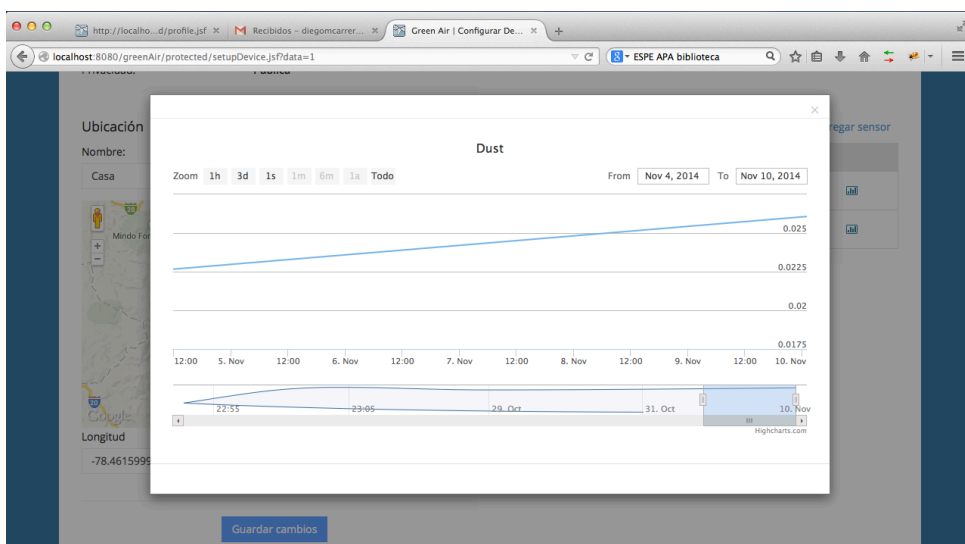 http://localho...d/profile.jsf
Recibidos - diegomcarrer...
Green Air | Configurar De...
localhost:8080/greenAir/protected/setupDevice.jsf?data=1
ESPE APA biblioteca
Privacidad: Pública
Ubicación
regar sensor
Nombre:
Casa
Mindo For
Google
Longitud
-78.4615999
Guardar cambios
Dust
Zoom 1h 3d 1s 1m 6m 1a Todo
From Nov 4, 2014 To Nov 10, 2014
0.025
0.0225
0.02
0.0175
12:00 5. Nov 12:00 6. Nov 12:00 7. Nov 12:00 8. Nov 12:00 9. Nov 12:00 10. Nov
22:55 23:05 29. Oct 31. Oct 10. Nov
Highcharts.com